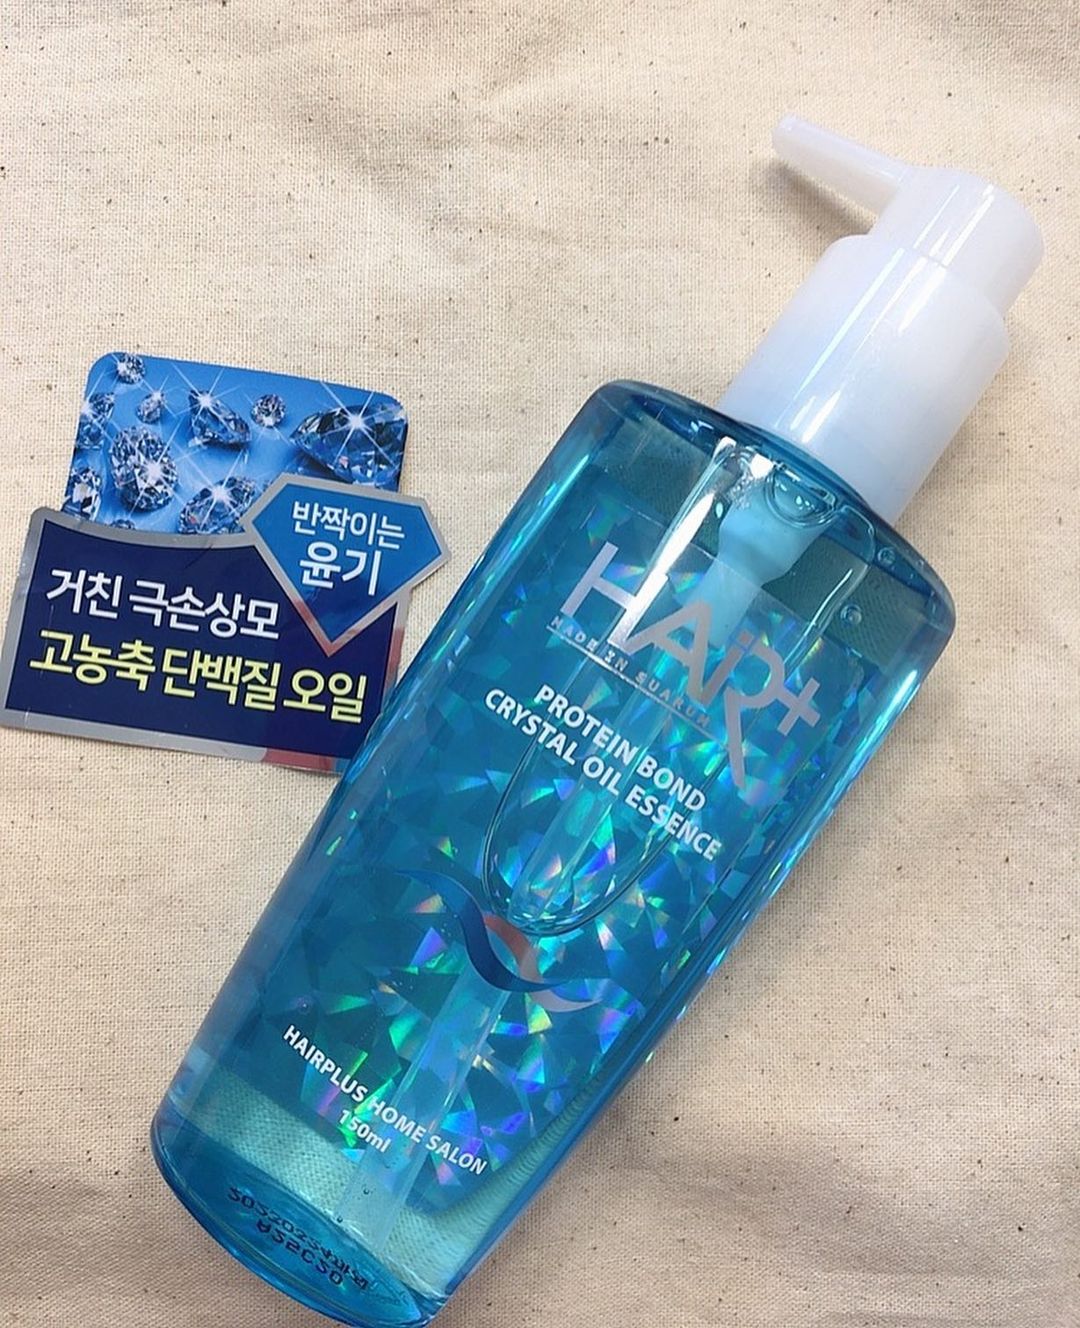 반짝이는
윤기
거친 극손상모
고농축 단백질 오일
HAIR+
MADE IN SUARUM
PROTEIN BOND
CRYSTAL OIL ESSENCE
HAIRPLUS HOME SALON
150ml